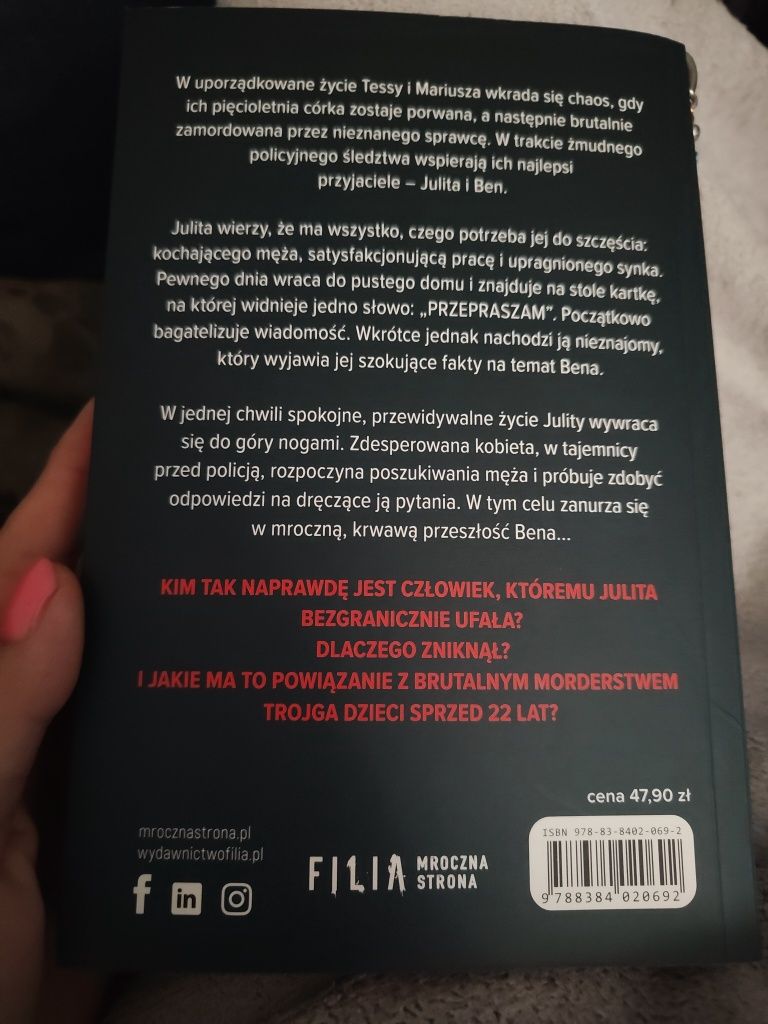 W uporządkowane życie Tessy i Mariusza wkrada się chaos, gdy
ich pięcioletnia córka zostaje porwana, a następnie brutalnie
zamordowana przez nieznanego sprawcę. W trakcie żmudnego
policyjnego śledztwa wspierają ich najlepsi
przyjaciele – Julita i Ben.
Julita wierzy, że ma wszystko, czego potrzeba jej do szczęścia:
kochającego męża, satysfakcjonującą pracę i upragnionego synka.
Pewnego dnia wraca do pustego domu i znajduje na stole kartkę,
na której widnieje jedno słowo: „PRZEPRASZAM”. Początkowo
bagatelizuje wiadomość. Wkrótce jednak nachodzi ją nieznajomy,
który wyjawia jej szokujące fakty na temat Bena.
W jednej chwili spokojne, przewidywalne życie Julity wywraca
się do góry nogami. Zdesperowana kobieta, w tajemnicy
przed policją, rozpoczyna poszukiwania męża i próbuje zdobyć
odpowiedzi na dręczące ją pytania. W tym celu zanurza się
w mroczną, krwawą przeszłość Bena...
KIM TAK NAPRAWDĘ JEST CZŁOWIEK, KTÓREMU JULITA
BEZGRANICZNIE UFAŁA?
DLACZEGO ZNIKNĄŁ?
I JAKIE MA TO POWIĄZANIE Z BRUTALNYM MORDERSTWEM
TROJGA DZIECI SPRZED 22 LAT?
cena 47,90 zł
mrocznastrona.pl
wydawnictwofilia.pl
f in
FILIA MROCZNA
STRONA
ISBN 978-83-8402-069-2
9 788384 020692